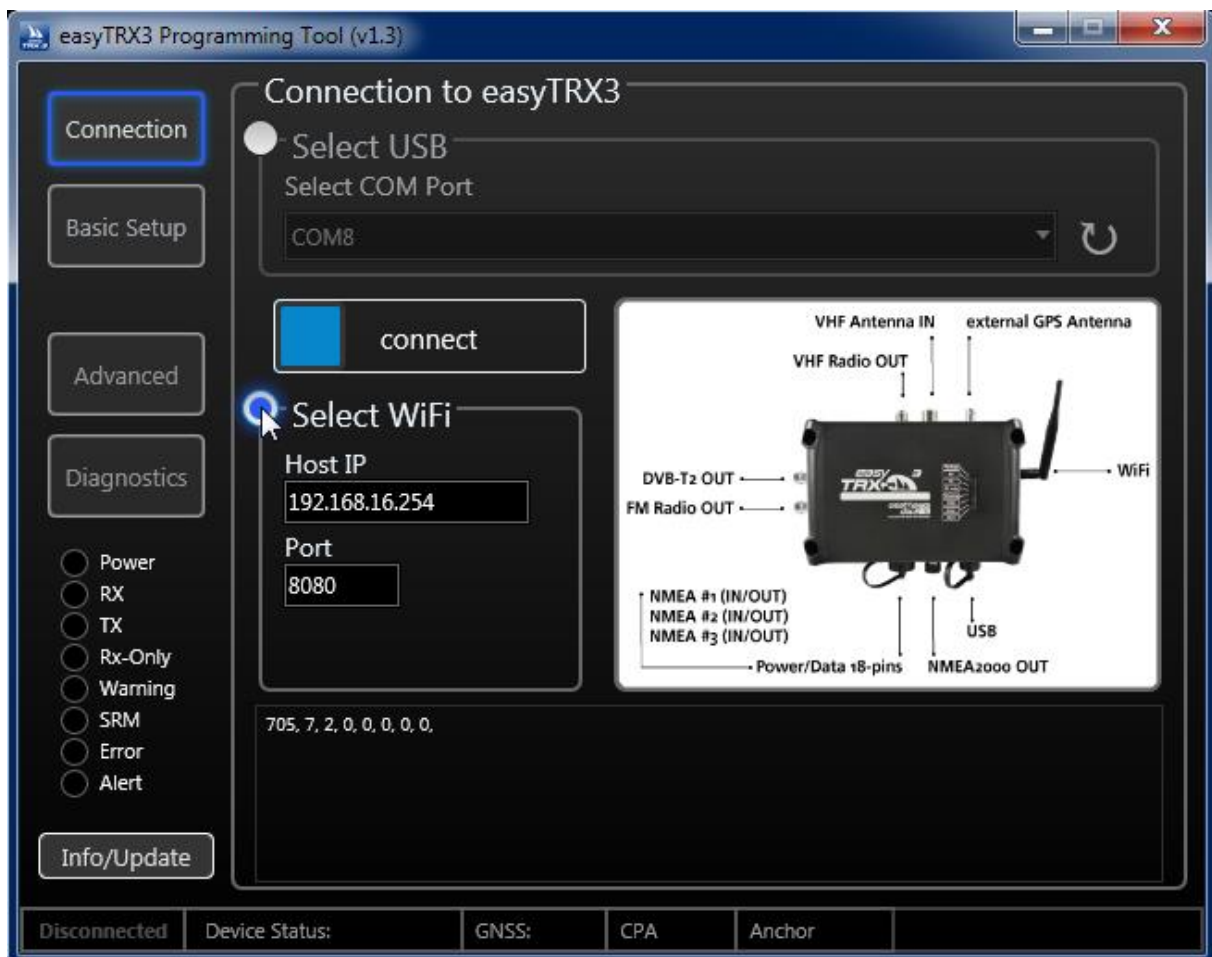 easyTRX3 Programming Tool (v1.3)
Connection
Basic Setup
Advanced
Diagnostics
Power
RX
TX
Rx-Only
Warning
SRM
Error
Alert
Info/Update
Connection to easyTRX3
Select USB
Select COM Port
COM8
connect
Select WiFi
Host IP
192.168.16.254
Port
8080
VHF Antenna IN
external GPS Antenna
VHF Radio OUT
DVB-T2 OUT
WiFi
FM Radio OUT
EASY
TRX 3
NMEA #1 (IN/OUT)
NMEA #2 (IN/OUT)
NMEA #3 (IN/OUT)
USB
Power/Data 18-pins
NMEA2000 OUT
705, 7, 2, 0, 0, 0, 0, 0,
Disconnected
Device Status:
GNSS:
CPA
Anchor